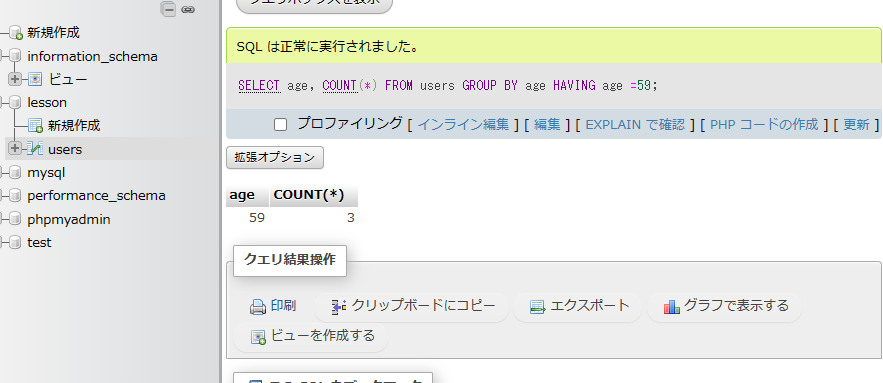 新規作成
information_schema
ビュー
lesson
新規作成
users
mysql
performance_schema
phpmyadmin
test
SQL は正常に実行されました。
SELECT age, COUNT(*) FROM users GROUP BY age HAVING age =59;
プロファイリング [ インライン編集 ] [ 編集 ] [ EXPLAIN で確認 ] [ PHP コードの作成 ] [ 更新 ]
拡張オプション
age COUNT(*)
59 3
クエリ結果操作
印刷 クリップボードにコピー エクスポート グラフで表示する
ビューを作成する